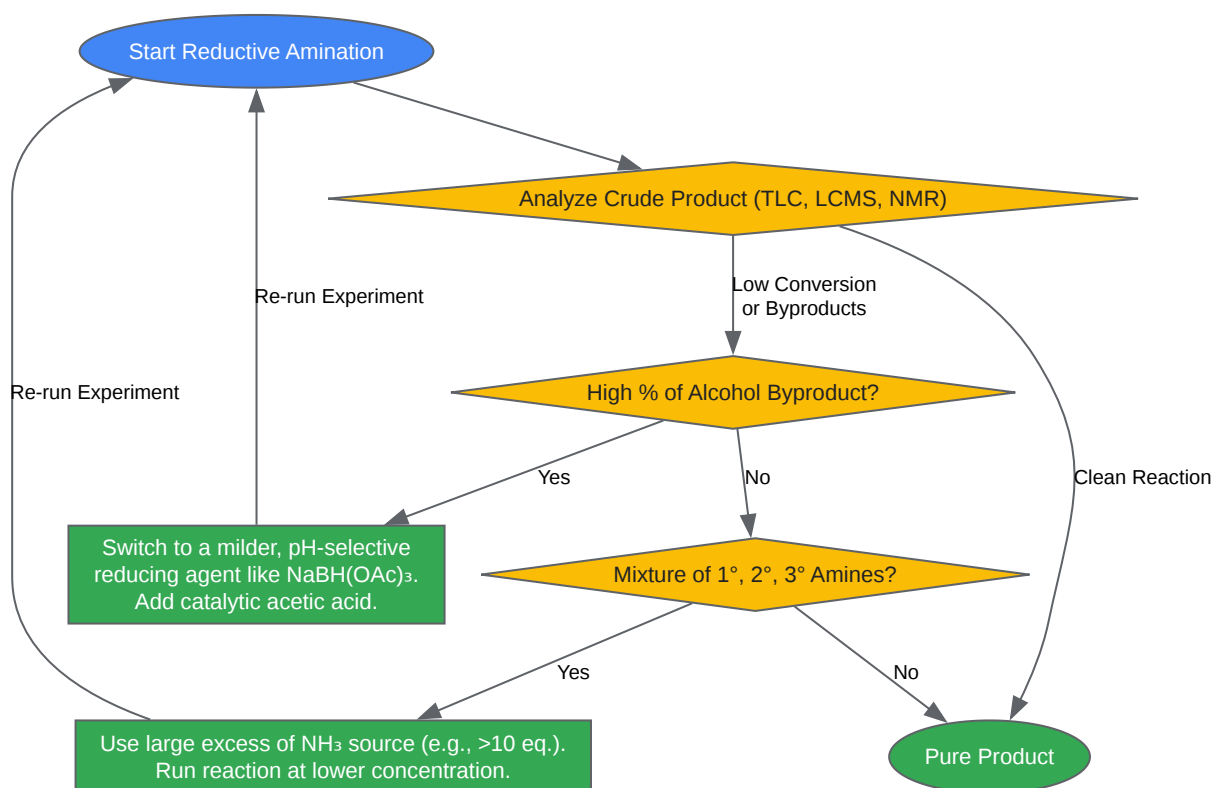 Start Reductive Amination
Analyze Crude Product (TLC, LCMS, NMR)
Low Conversion
or Byproducts
Re-run Experiment
Re-run Experiment
High % of Alcohol Byproduct?
Yes
No
Clean Reaction
Switch to a milder, pH-selective
reducing agent like NaBH(OAc)₃.
Add catalytic acetic acid.
Mixture of 1°, 2°, 3° Amines?
Yes
No
Use large excess of NH₃ source (e.g., >10 eq.).
Run reaction at lower concentration.
Pure Product